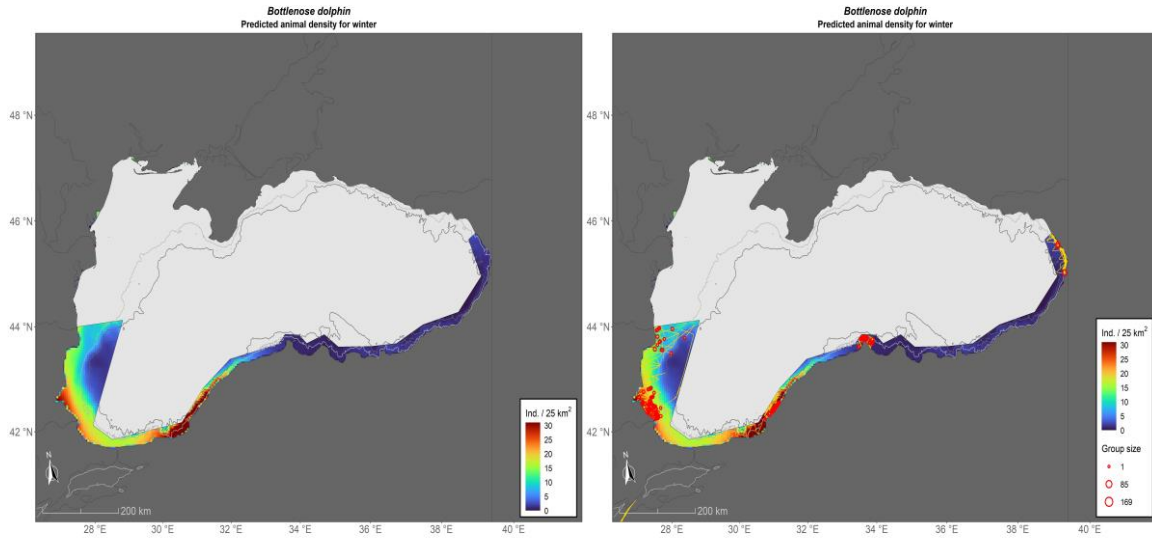 Bottlenose dolphin
Predicted animal density for winter
48 °N
46 °N
44 °N
42 °N
28 °E 30 °E 32 °E 34 °E 36 °E 38 °E 40 °E
N
200 km
Ind. / 25 km²
30
25
20
15
10
5
0
Bottlenose dolphin
Predicted animal density for winter
48 °N
46 °N
44 °N
42 °N
28 °E 30 °E 32 °E 34 °E 36 °E 38 °E 40 °E
N
200 km
Ind. / 25 km²
30
25
20
15
10
5
0
Group size
1
85
169